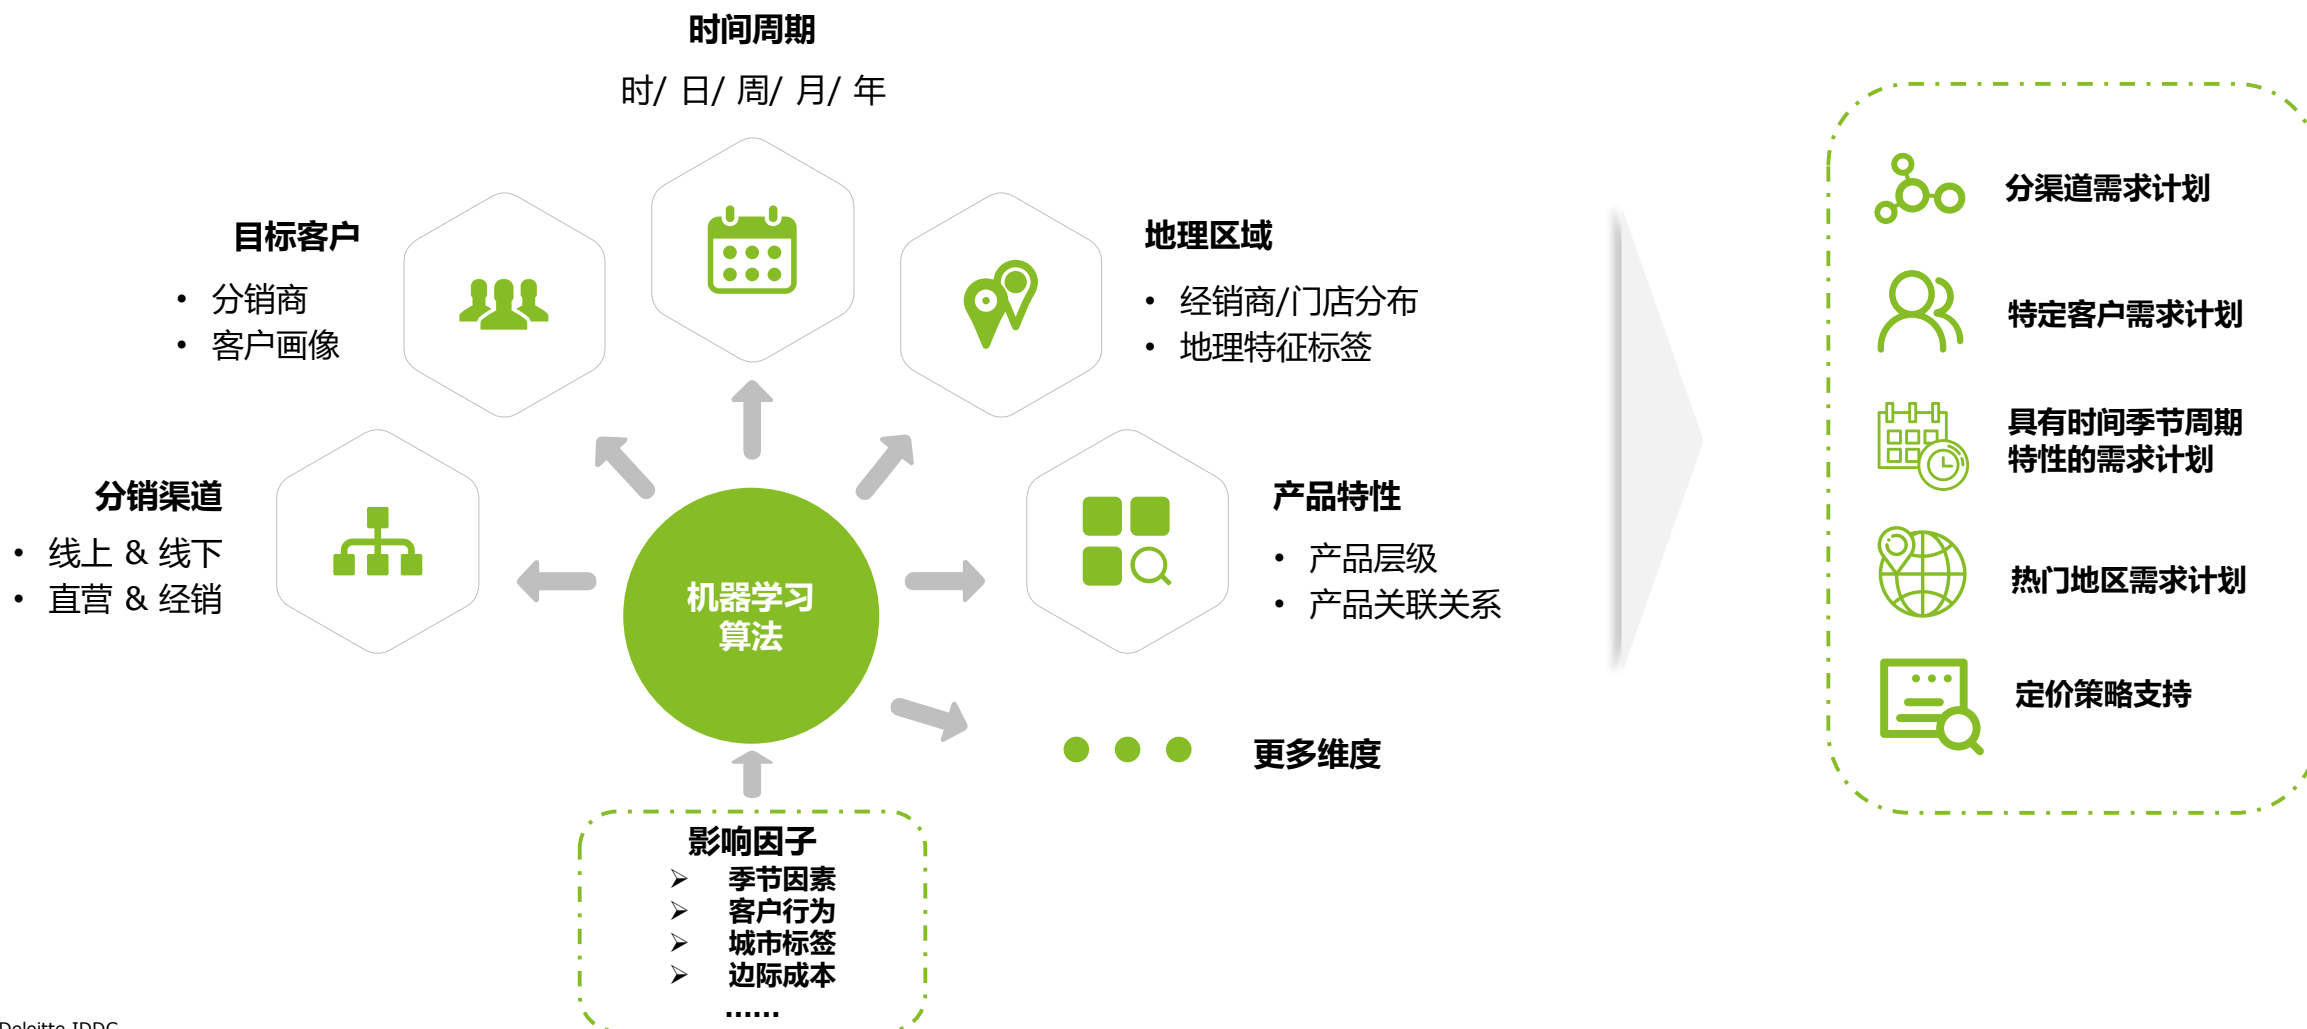 时间周期
时/ 日/ 周/ 月/ 年
目标客户
• 分销商
• 客户画像
地理区域
• 经销商/门店分布
• 地理特征标签
分销渠道
• 线上 & 线下
• 直营 & 经销
产品特性
• 产品层级
• 产品关联关系
机器学习
算法
更多维度
影响因子
➢ 季节因素
➢ 客户行为
➢ 城市标签
➢ 边际成本
......
分渠道需求计划
特定客户需求计划
具有时间季节周期
特性的需求计划
热门地区需求计划
定价策略支持
Deloitte IDDC